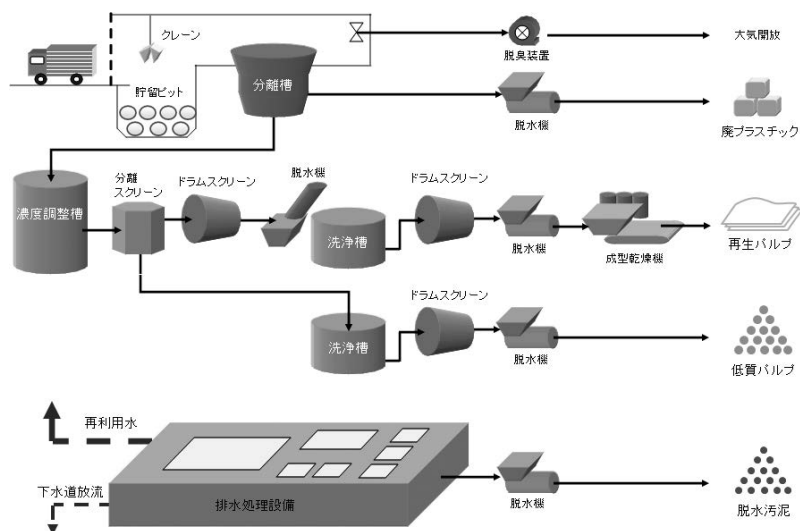 クレーン
貯留ピット
分離槽
脱臭装置
大気開放
脱水機
廃プラスチック
濃度調整槽
分離
スクリーン
ドラムスクリーン
脱水機
洗浄槽
ドラムスクリーン
脱水機
成型乾燥機
再生パルプ
洗浄槽
ドラムスクリーン
脱水機
低質パルプ
再利用水
下水道放流
排水処理設備
脱水機
脱水汚泥